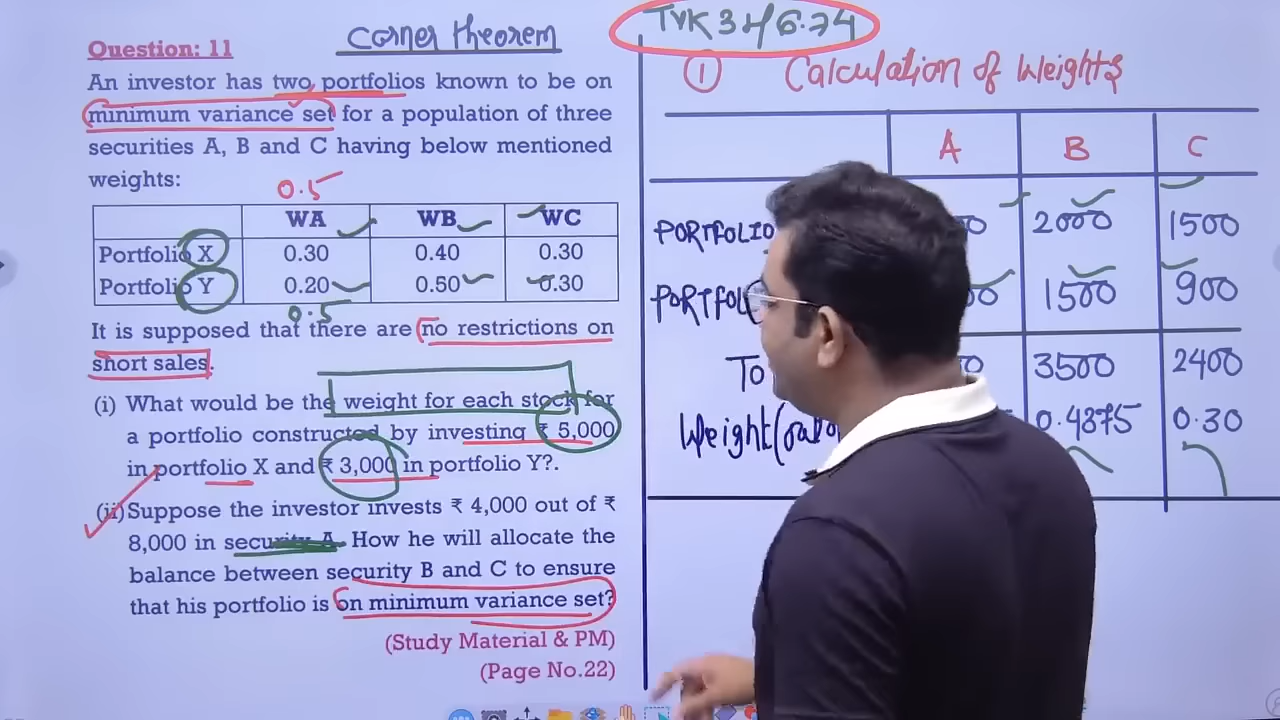 Corner theorem
TYK 31/6.74
Question: 11
An investor has two portfolios known to be on
minimum variance set for a population of three
securities A, B and C having below mentioned
weights:
0.5
WA WB WC
Portfolio X 0.30 0.40 0.30
Portfolio Y 0.20 0.50 0.30
0.5
It is supposed that there are no restrictions on
short sales.
(i) What would be the weight for each stock for
a portfolio constructed by investing ₹ 5,000
in portfolio X and ₹ 3,000 in portfolio Y?.
(ii) Suppose the investor invests ₹ 4,000 out of ₹
8,000 in security A. How he will allocate the
balance between security B and C to ensure
that his portfolio is on minimum variance set?
(Study Material & PM)
(Page No.22)
① Calculation of Weights
A B C
PORTFOLIO 2000 1500
1500 900
3500 2400
0.4375 0.30